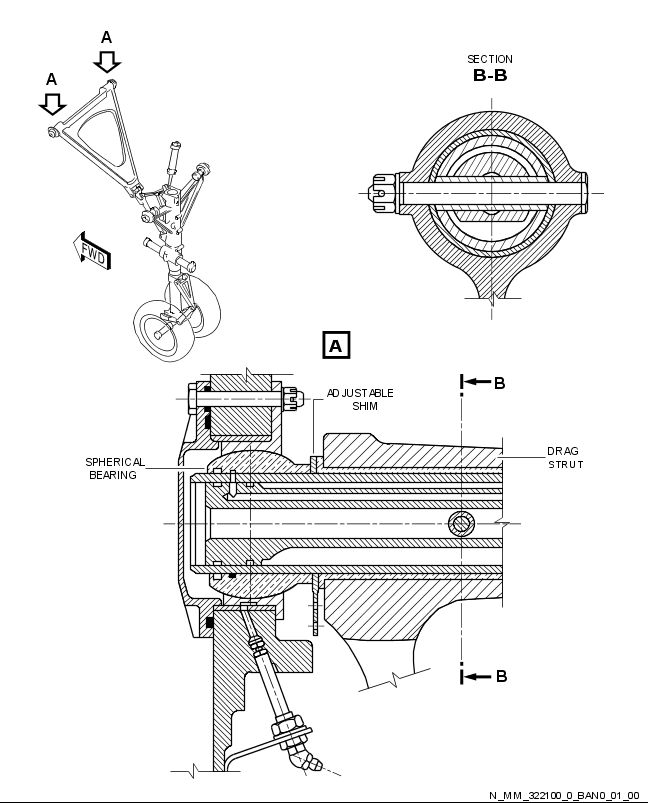 A
A
FWD
SECTION
B-B
A
B
ADJUSTABLE
SHIM
SPHERICAL
BEARING
DRAG
STRUT
B
N_MM_322100_0_BAN0_01_00